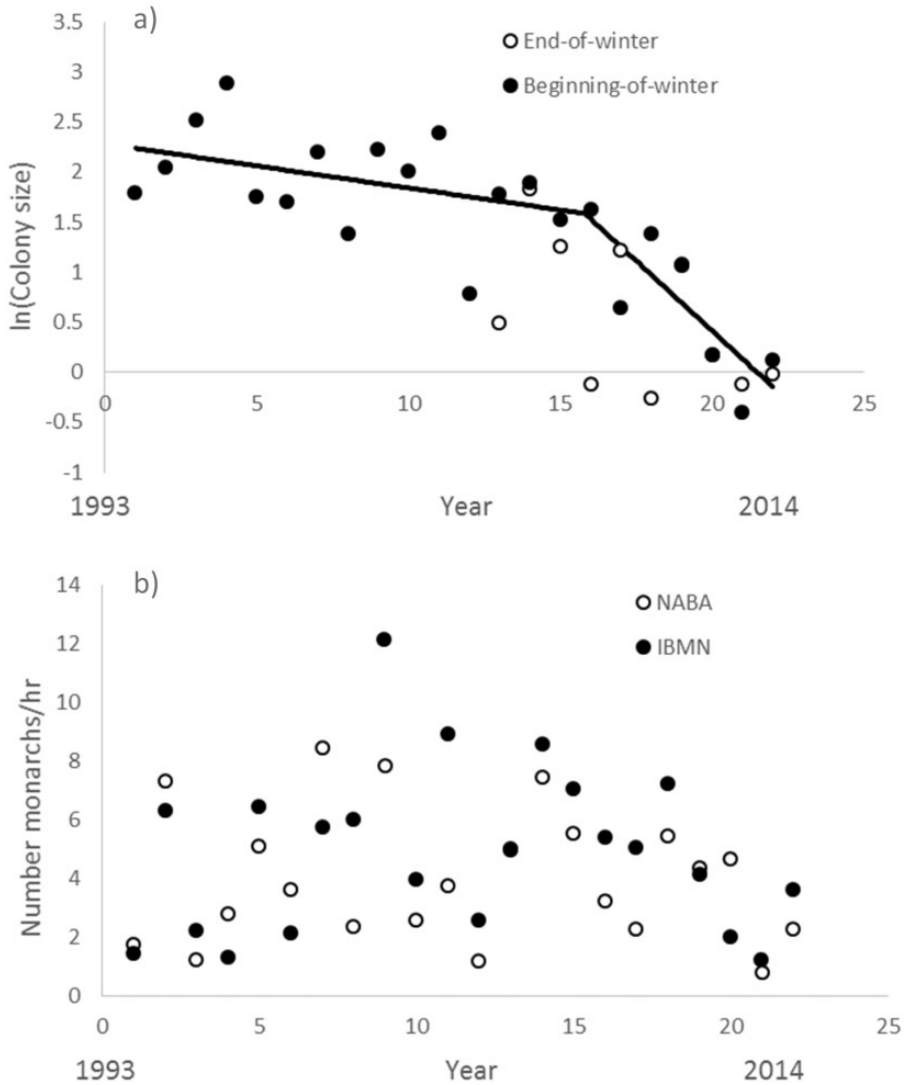 a)
3.5
3
2.5
2
1.5
1
0.5
0
-0.5
-1
ln(Colony size)
End-of-winter
Beginning-of-winter
0 5 10 15 20 25
1993 Year 2014
b)
14
12
10
8
6
4
2
0
Number monarchs/hr
NABA
IBMN
0 5 10 15 20 25
1993 Year 2014